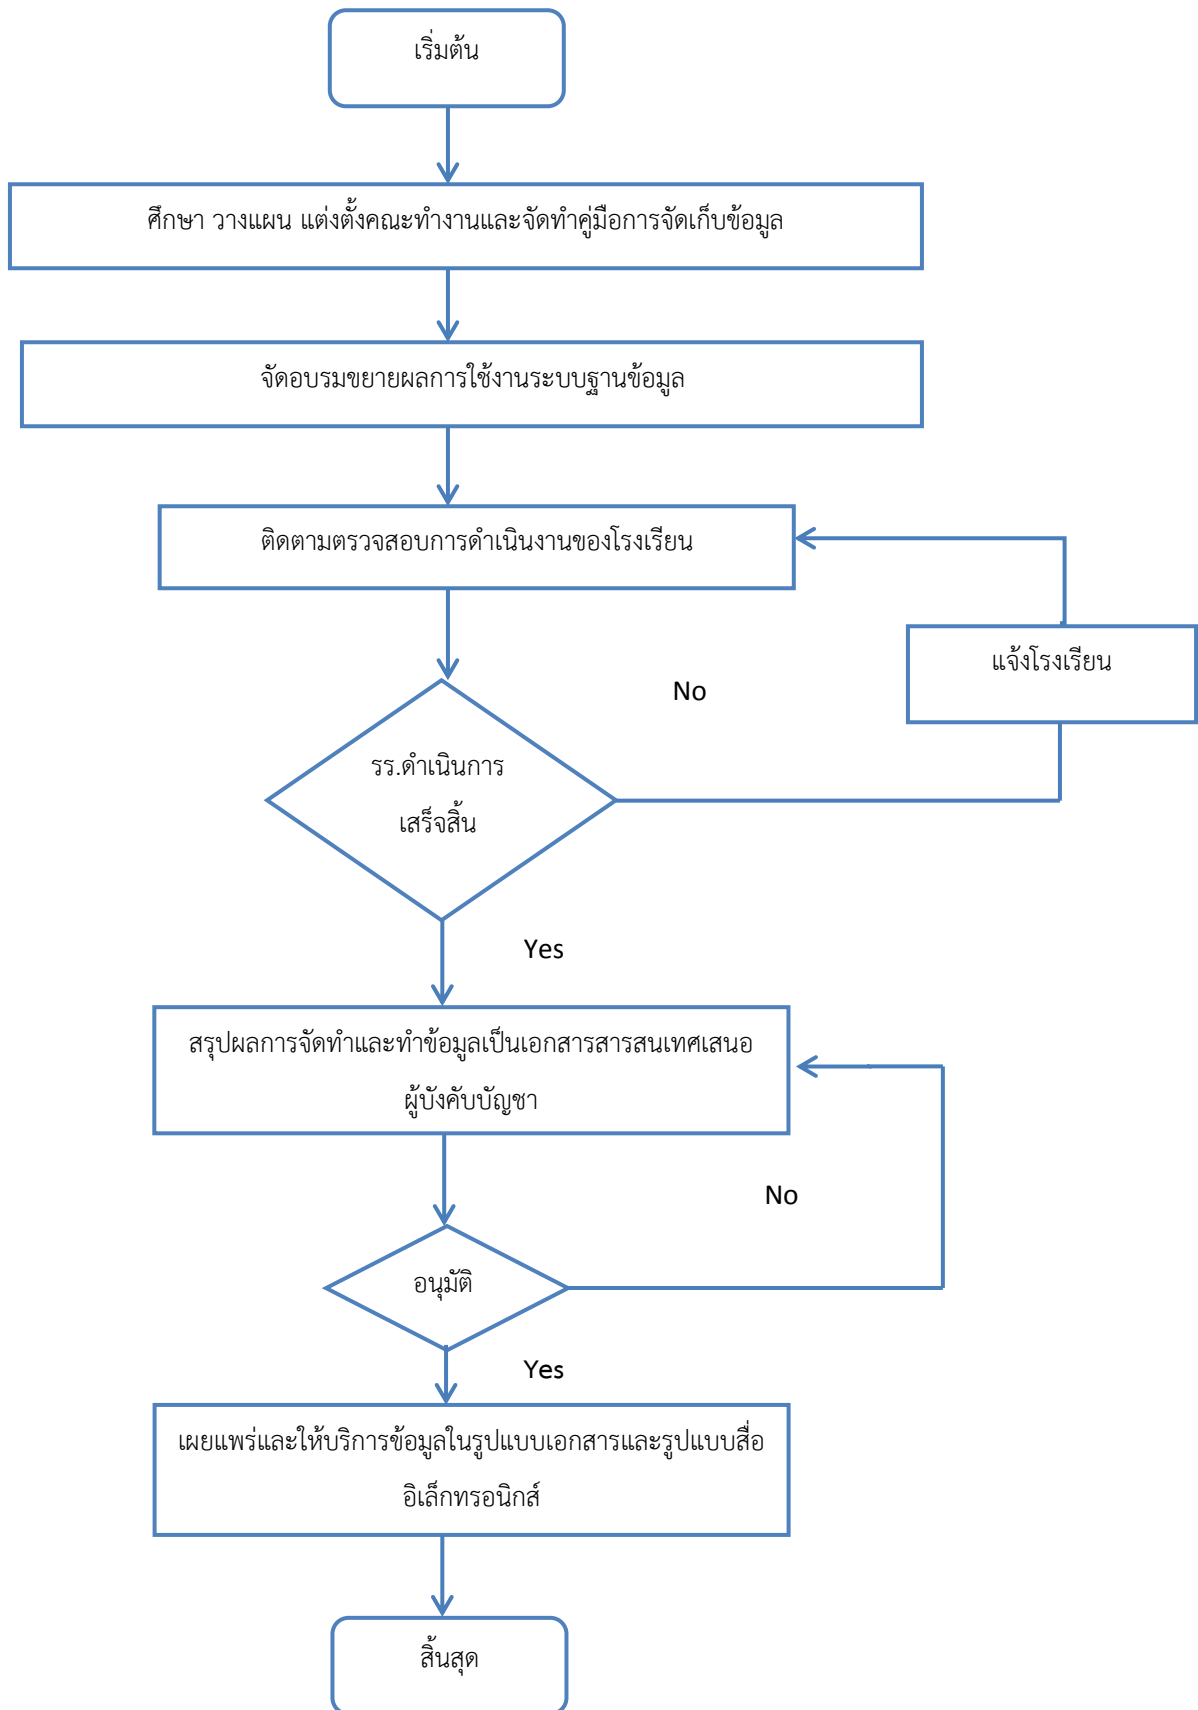 เริ่มต้น
ศึกษา วางแผน แต่งตั้งคณะทำงานและจัดทำคู่มือการจัดเก็บข้อมูล
จัดอบรมขยายผลการใช้งานระบบฐานข้อมูล
ติดตามตรวจสอบการดำเนินงานของโรงเรียน
แจ้งโรงเรียน
No
รร.ดำเนินการ
เสร็จสิ้น
Yes
สรุปผลการจัดทำและทำข้อมูลเป็นเอกสารสารสนเทศเสนอ
ผู้บังคับบัญชา
No
อนุมัติ
Yes
เผยแพร่และให้บริการข้อมูลในรูปแบบเอกสารและรูปแบบสื่อ
อิเล็กทรอนิกส์
สิ้นสุด